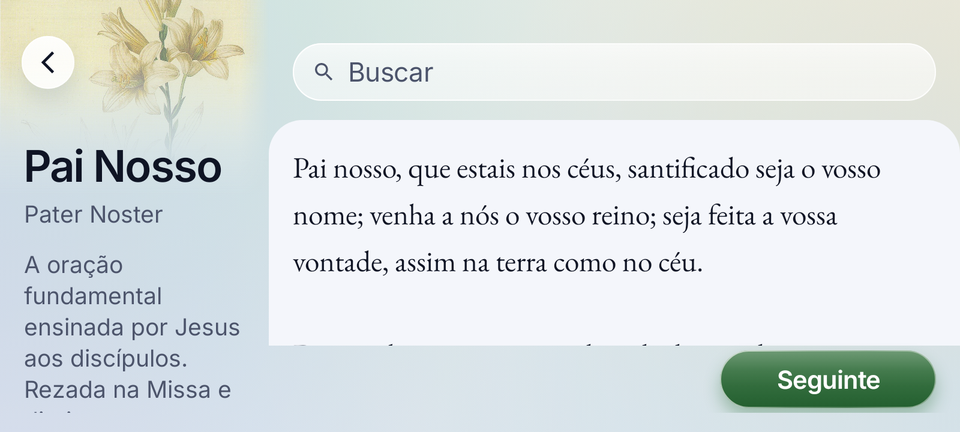 Buscar
Pai Nosso
Pater Noster
A oração
fundamental
ensinada por Jesus
aos discípulos.
Rezada na Missa e
Pai nosso, que estais nos céus, santificado seja o vosso
nome; venha a nós o vosso reino; seja feita a vossa
vontade, assim na terra como no céu.
Seguinte